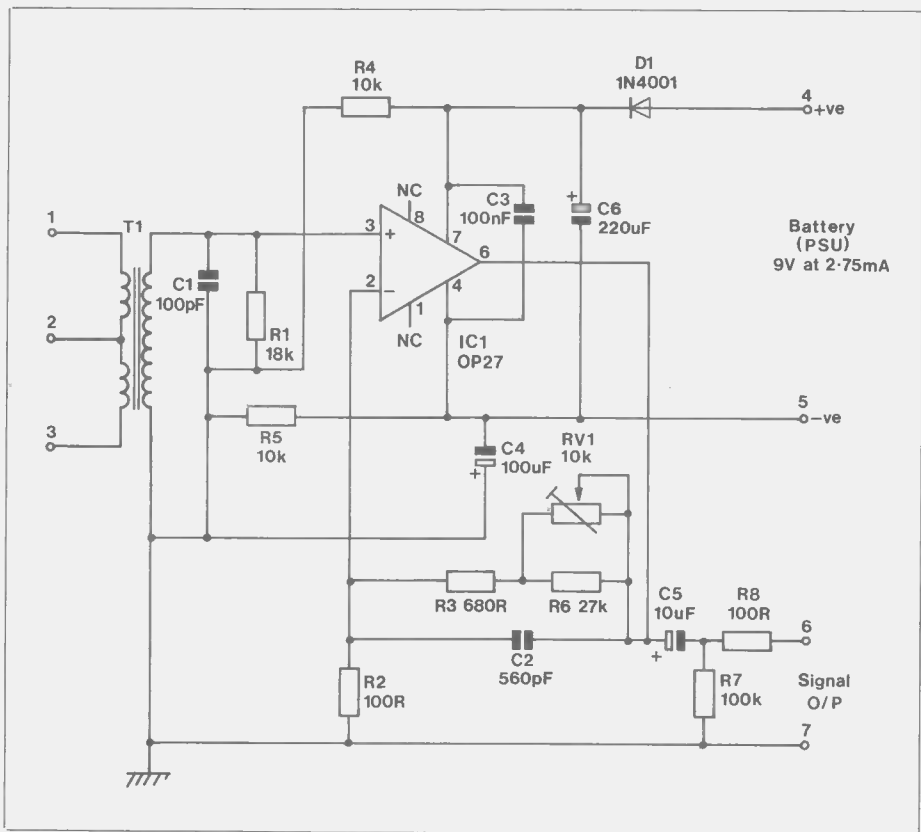 R4
10k
D1
1N4001
4
+ve
NC
8
C3
100nF
+
C6
220uF
Battery
(PSU)
9V at 2·75mA
1
T1
3
+
7
6
C1
100pF
2
−
4
1
NC
IC1
OP27
2
R1
18k
3
R5
10k
5
−ve
C4
100uF
+
RV1
10k
R3 680R
R6 27k
C5
10uF
+
R8
100R
6
C2
560pF
R2
100R
R7
100k
Signal
O/P
7